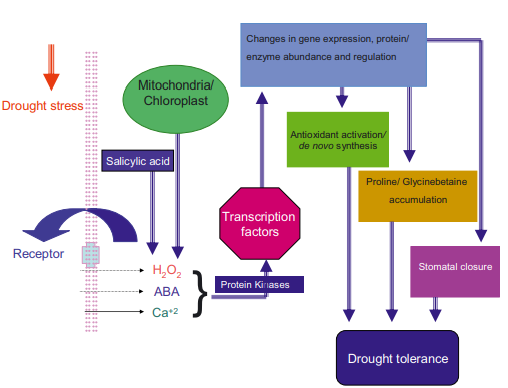 Changes in gene expression, protein/
enzyme abundance and regulation
Mitochondria/
Chloroplast
Drought stress
Antioxidant activation/
de novo synthesis
Salicylic acid
Proline/ Glycinebetaine
accumulation
Transcription
factors
Receptor
Stomatal closure
H2O2
Protein Kinases
ABA
Ca+2
}
Drought tolerance